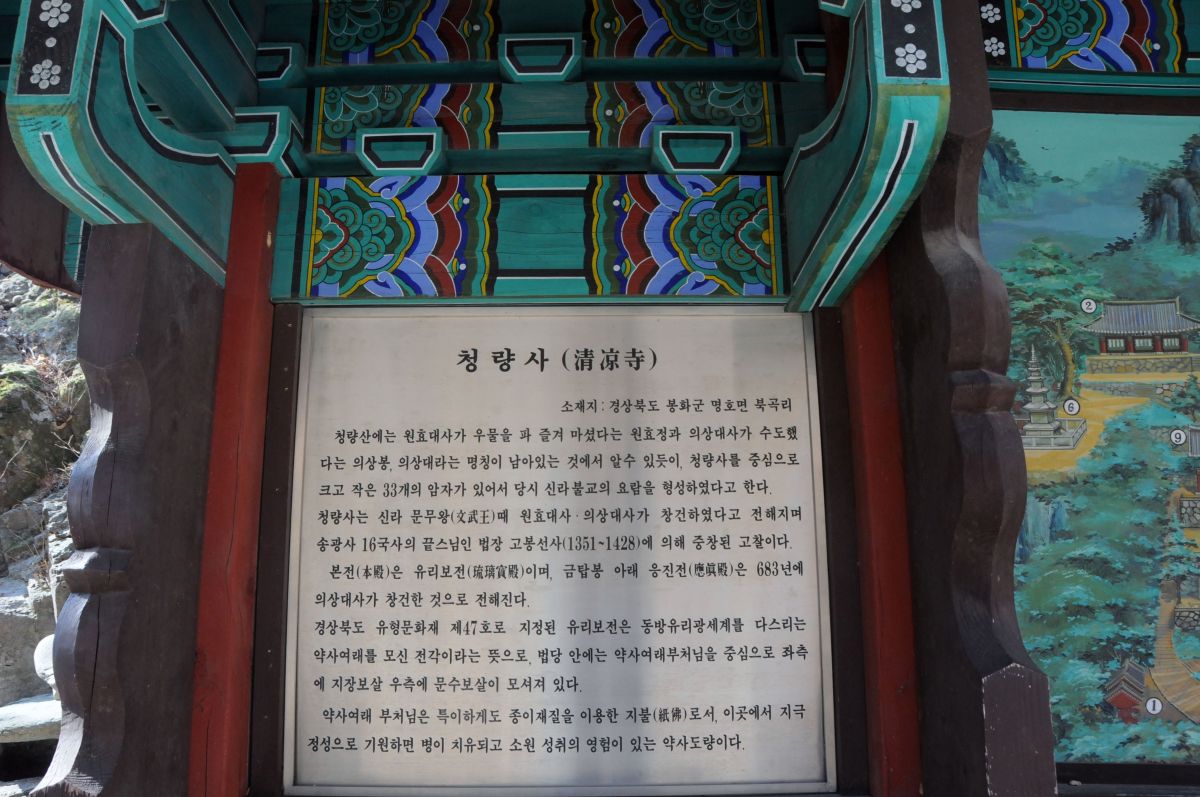 청량사(清凉寺)
소재지 : 경상북도 봉화군 명호면 북곡리
청량산에는 원효대사가 우물을 파 즐겨 마셨다는 원효정과 의상대사가 수도했
다는 의상봉, 의상대라는 명칭이 남아있는 것에서 알수 있듯이, 청량사를 중심으로
크고 작은 33개의 암자가 있어서 당시 신라불교의 요람을 형성하였다고 한다.
청량사는 신라 문무왕(文武王)때 원효대사·의상대사가 창건하였다고 전해지며
송광사 16국사의 끝스님인 법장 고봉선사(1351~1428)에 의해 중창된 고찰이다.
본전(本殿)은 유리보전(琉璃寶殿)이며, 금탑봉 아래 응진전(應眞殿)은 683년에
의상대사가 창건한 것으로 전해진다.
경상북도 유형문화재 제47호로 지정된 유리보전은 동방유리광세계를 다스리는
약사여래를 모신 전각이라는 뜻으로, 법당 안에는 약사여래부처님을 중심으로 좌측
에 지장보살 우측에 문수보살이 모셔져 있다.
약사여래 부처님은 특이하게도 종이재질을 이용한 지불(紙佛)로서, 이곳에서 지극
정성으로 기원하면 병이 치유되고 소원 성취의 영험이 있는 약사도량이다.
2
6
9
1